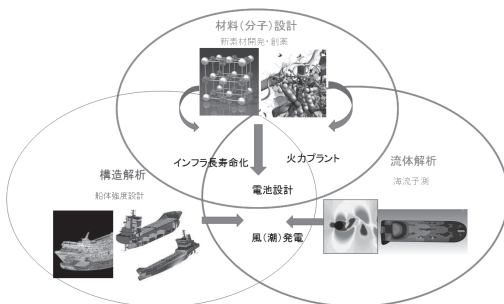 材料(分子)設計
新素材開発・創薬
インフラ長寿命化
火力プラント
構造解析
船体強度設計
流体解析
海流予測
電池設計
風(潮)発電